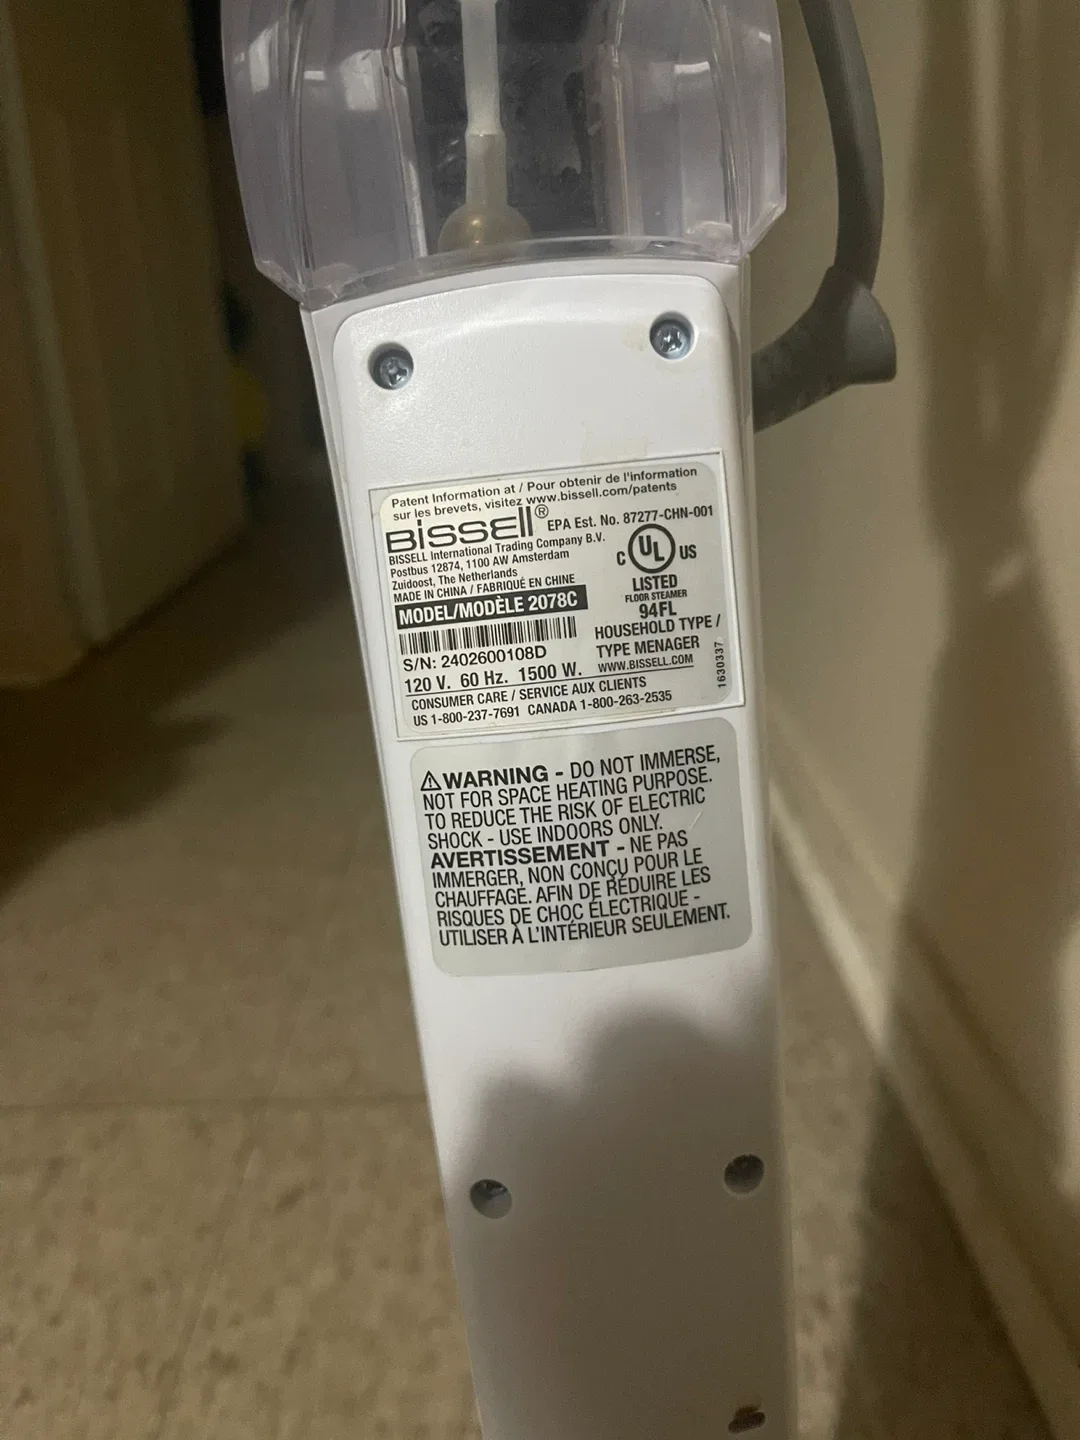 Patent Information at / Pour obtenir de l'information
sur les brevets, visitez www.bissell.com/patents
BISSELL® EPA Est. No. 87277-CHN-001
BISSELL International Trading Company B.V.
Postbus 12874, 1100 AW Amsterdam
Zuidoost, The Netherlands
MADE IN CHINA / FABRIQUÉ EN CHINE
MODEL/MODÈLE 2078C
S/N: 2402600108D
120 V. 60 Hz. 1500 W.
C UL US
LISTED
FLOOR STEAMER
94FL
HOUSEHOLD TYPE /
TYPE MENAGER
WWW.BISSELL.COM
1630337
CONSUMER CARE / SERVICE AUX CLIENTS
US 1-800-237-7691 CANADA 1-800-263-2535
WARNING - DO NOT IMMERSE,
NOT FOR SPACE HEATING PURPOSE.
TO REDUCE THE RISK OF ELECTRIC
SHOCK - USE INDOORS ONLY.
AVERTISSEMENT - NE PAS
IMMERGER, NON CONÇU POUR LE
CHAUFFAGE. AFIN DE RÉDUIRE LES
RISQUES DE CHOC ÉLECTRIQUE -
UTILISER À L'INTÉRIEUR SEULEMENT.